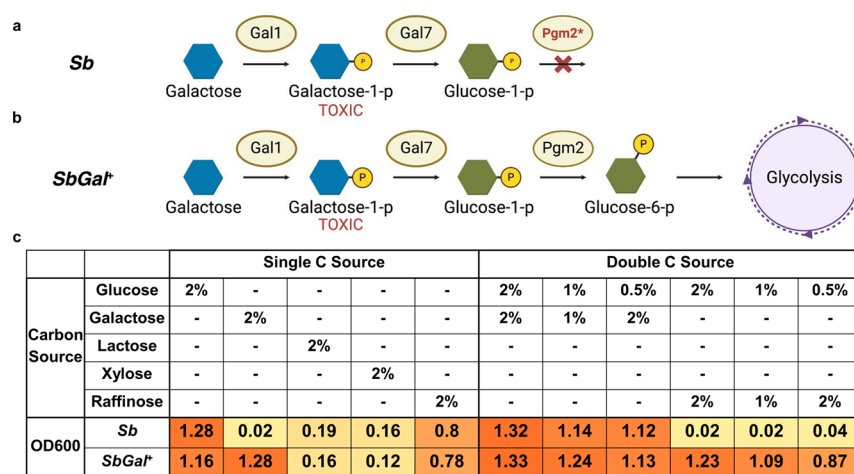 a
Sb
Gal1
Gal7
Pgm2*
P
P
Galactose
Galactose-1-p
Glucose-1-p
TOXIC
b
SbGal⁺
Gal1
Gal7
Pgm2
P
P
P
Glycolysis
Galactose
Galactose-1-p
Glucose-1-p
Glucose-6-p
TOXIC
c
Single C Source Double C Source
Carbon Source
Glucose 2% - - - - 2% 1% 0.5% 2% 1% 0.5%
Galactose - 2% - - - 2% 1% 2% - - -
Lactose - - 2% - - - - - - - -
Xylose - - - 2% - - - - - - -
Raffinose - - - - 2% - - - 2% 1% 2%
OD600
Sb 1.28 0.02 0.19 0.16 0.8 1.32 1.14 1.12 0.02 0.02 0.04
SbGal⁺ 1.16 1.28 0.16 0.12 0.78 1.33 1.24 1.13 1.23 1.09 0.87